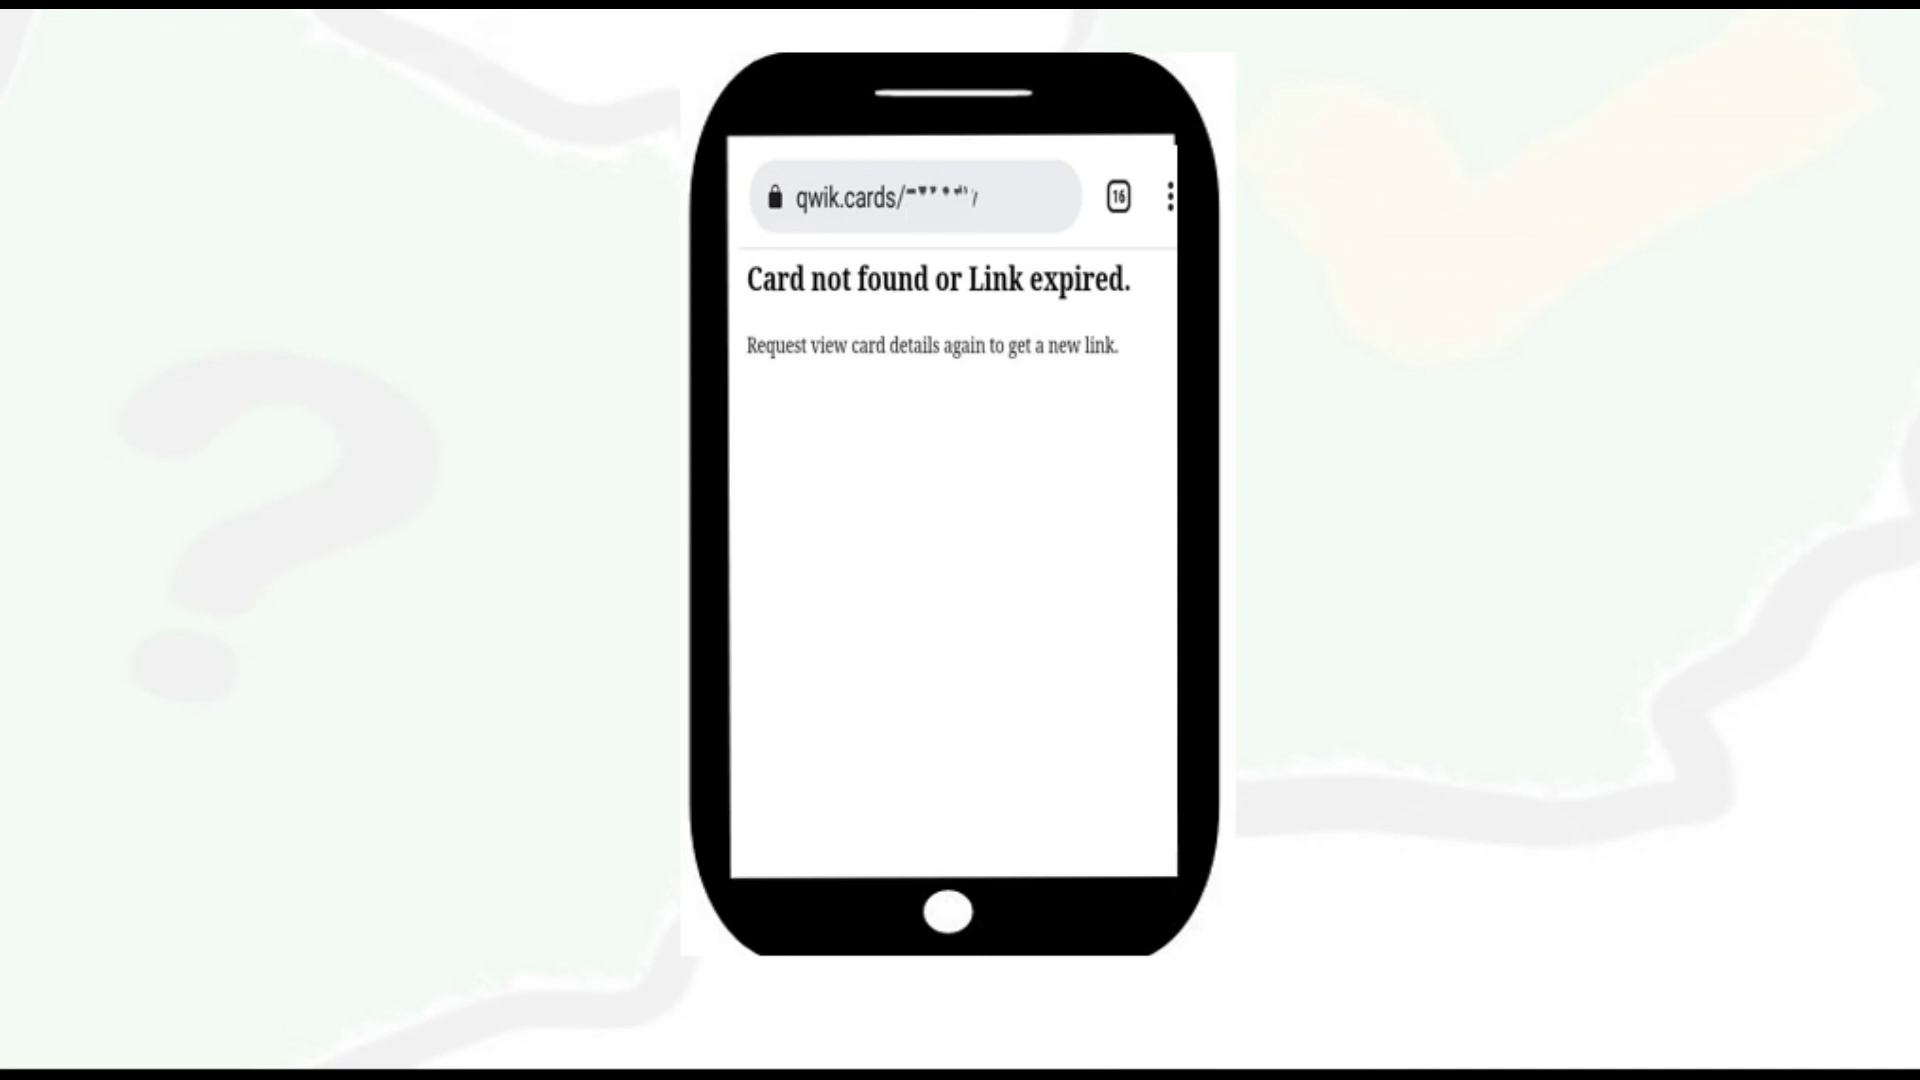 qwik.cards/
16
Card not found or Link expired.
Request view card details again to get a new link.